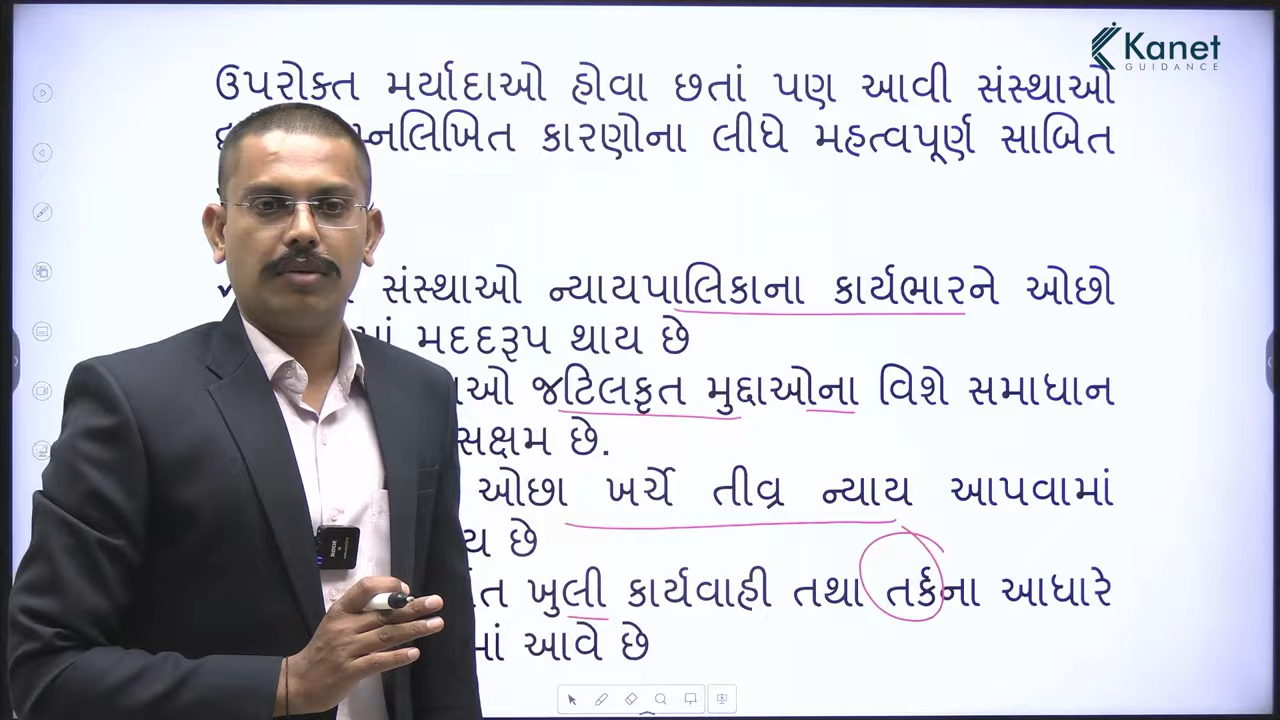 Kanet
GUIDANCE
ઉપરોક્ત મર્યાદાઓ હોવા છતાં પણ આવી સંસ્થાઓ
કારણોના લીધે મહત્વપૂર્ણ સાબિત
સંસ્થાઓ ન્યાયપાલિકાના કાર્યભારને ઓછો
મદદરૂપ થાય છે
જટિલકૃત મુદ્દાઓના વિશે સમાધાન
સક્ષમ છે.
ઓછા ખર્ચે તીવ્ર ન્યાય આપવામાં
છે
ખુલી કાર્યવાહી તથા તર્કના આધારે
આવે છે